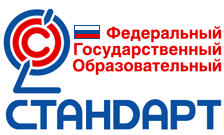 Федеральный
Государственный
Образовательный
СТАНДАРТ